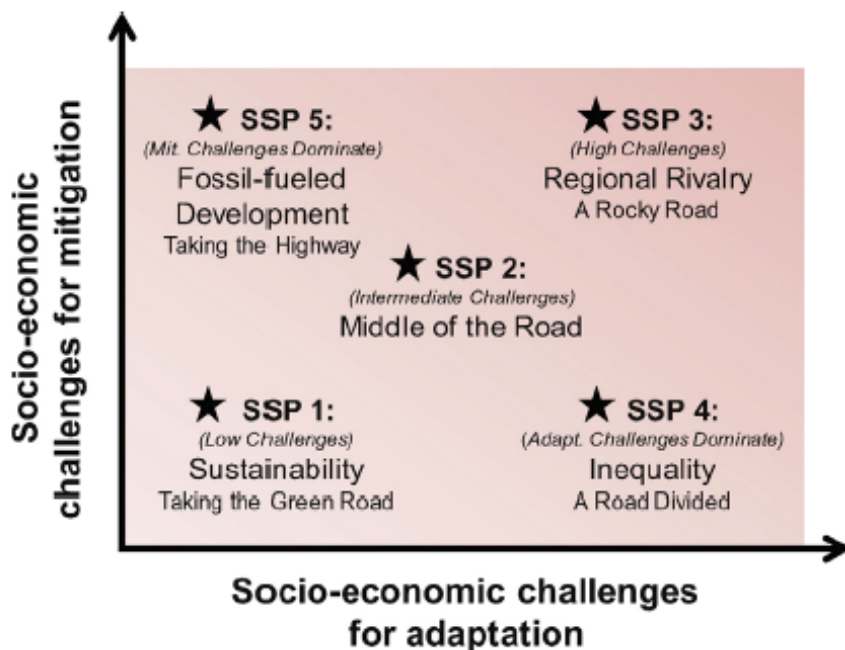 Socio-economic
challenges for mitigation
SSP 5:
(Mit. Challenges Dominate)
Fossil-fueled
Development
Taking the Highway
SSP 3:
(High Challenges)
Regional Rivalry
A Rocky Road
SSP 2:
(Intermediate Challenges)
Middle of the Road
SSP 1:
(Low Challenges)
Sustainability
Taking the Green Road
SSP 4:
(Adapt. Challenges Dominate)
Inequality
A Road Divided
Socio-economic challenges
for adaptation